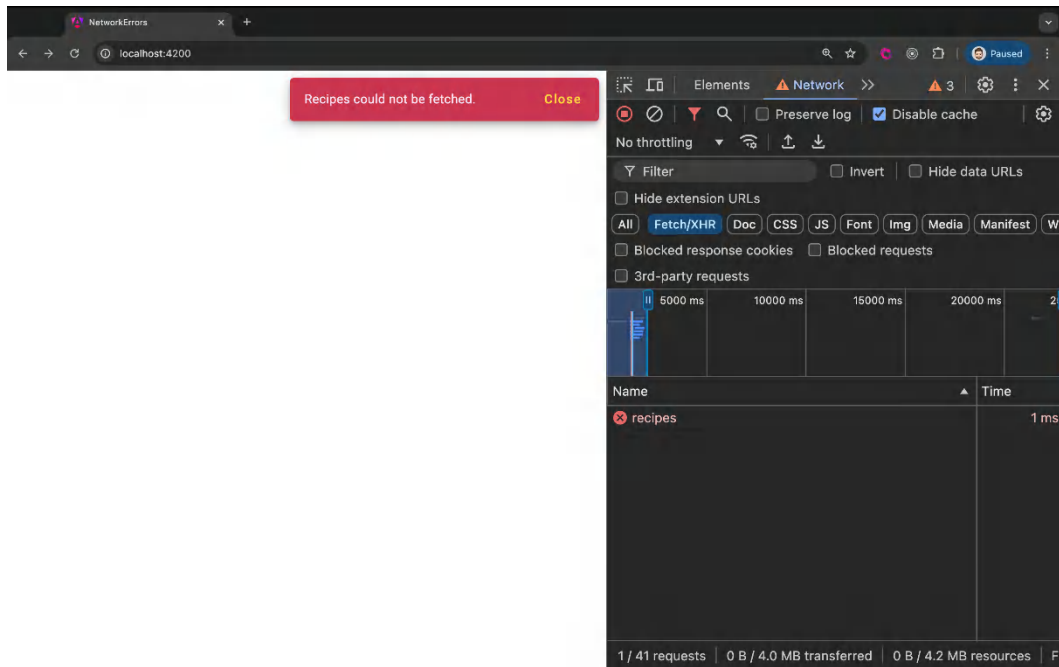 NetworkErrors
localhost:4200
Paused
Recipes could not be fetched. Close
Elements Network 3
Preserve log Disable cache
No throttling
Filter Invert Hide data URLs
Hide extension URLs
All Fetch/XHR Doc CSS JS Font Img Media Manifest W
Blocked response cookies Blocked requests
3rd-party requests
5000 ms 10000 ms 15000 ms 20000 ms 2
Name Time
recipes 1 ms
1 / 41 requests 0 B / 4.0 MB transferred 0 B / 4.2 MB resources F